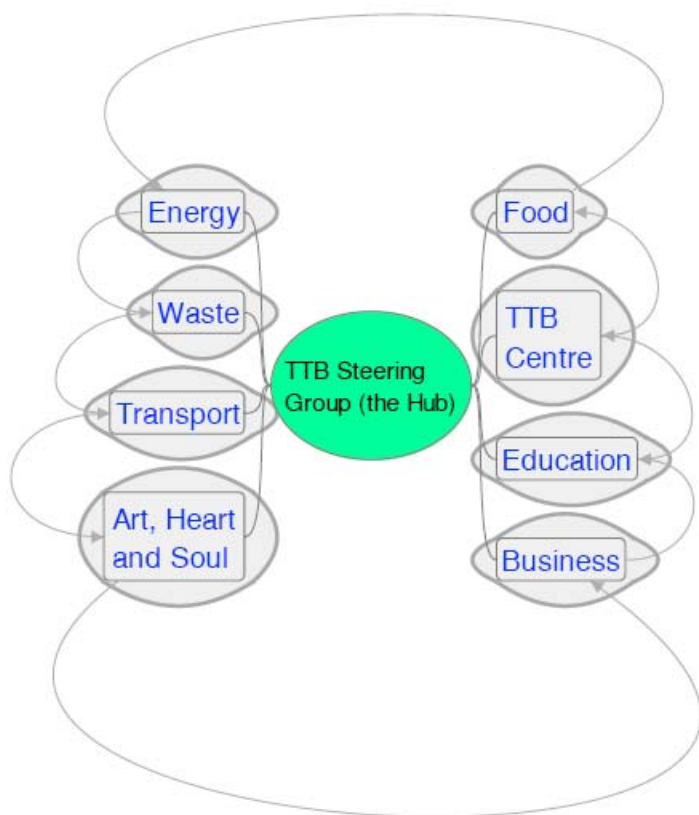 Energy
Waste
Transport
Art, Heart
and Soul
TTB Steering
Group (the Hub)
Food
TTB
Centre
Education
Business